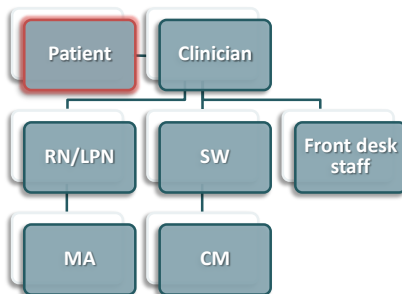 Patient
Clinician
RN/LPN
SW
Front desk
staff
MA
CM